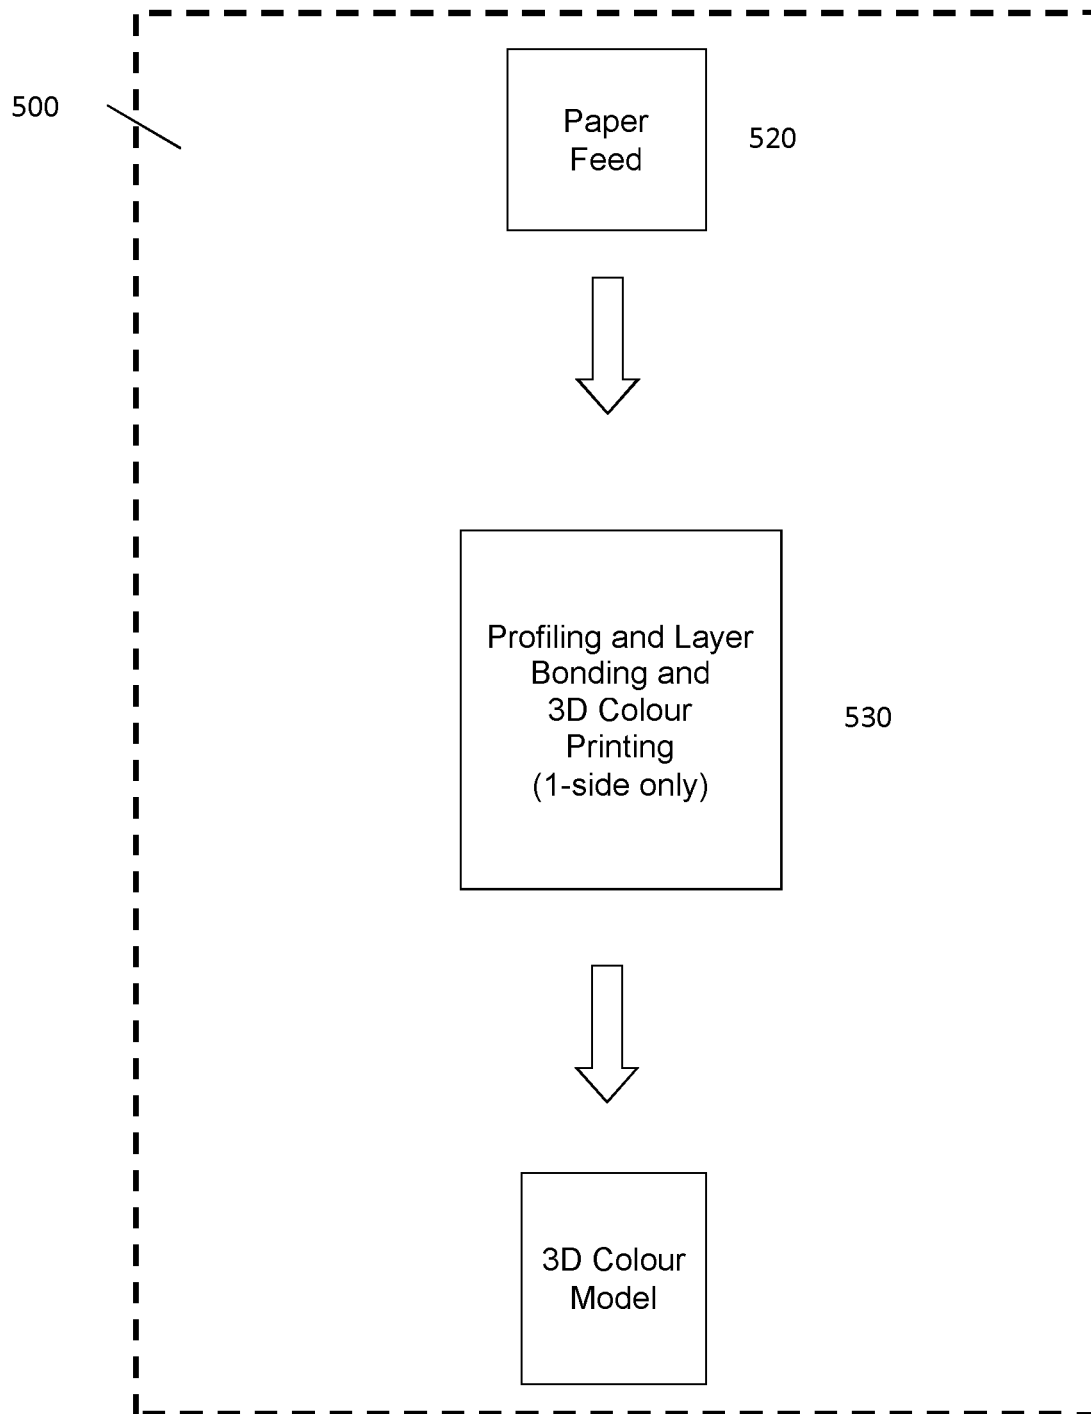 500
Paper
Feed
520
Profiling and Layer
Bonding and
3D Colour
Printing
(1-side only)
530
3D Colour
Model